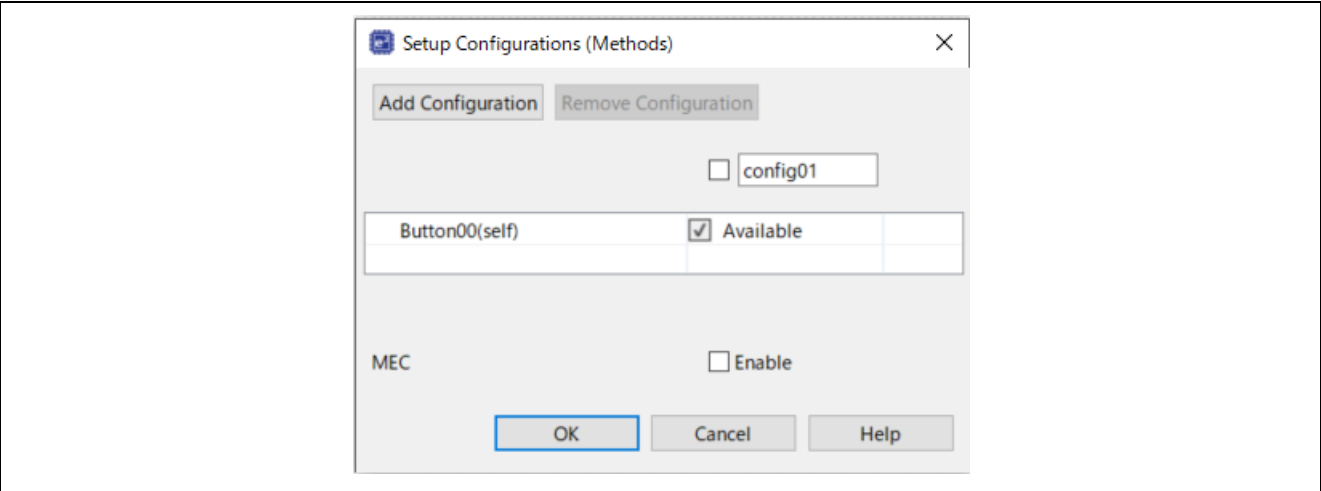 Setup Configurations (Methods)
Add Configuration Remove Configuration
config01
Button00(self) Available
MEC Enable
OK Cancel Help